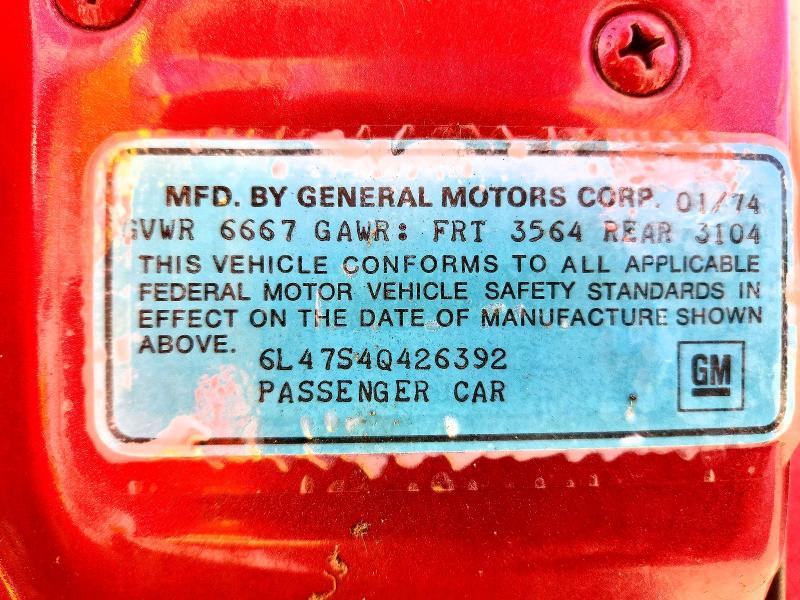 MFD. BY GENERAL MOTORS CORP. 01/74
GVWR 6667 GAWR: FRT 3564 REAR 3104
THIS VEHICLE CONFORMS TO ALL APPLICABLE
FEDERAL MOTOR VEHICLE SAFETY STANDARDS IN
EFFECT ON THE DATE OF MANUFACTURE SHOWN
ABOVE.
6L47S4Q426392
PASSENGER CAR
GM